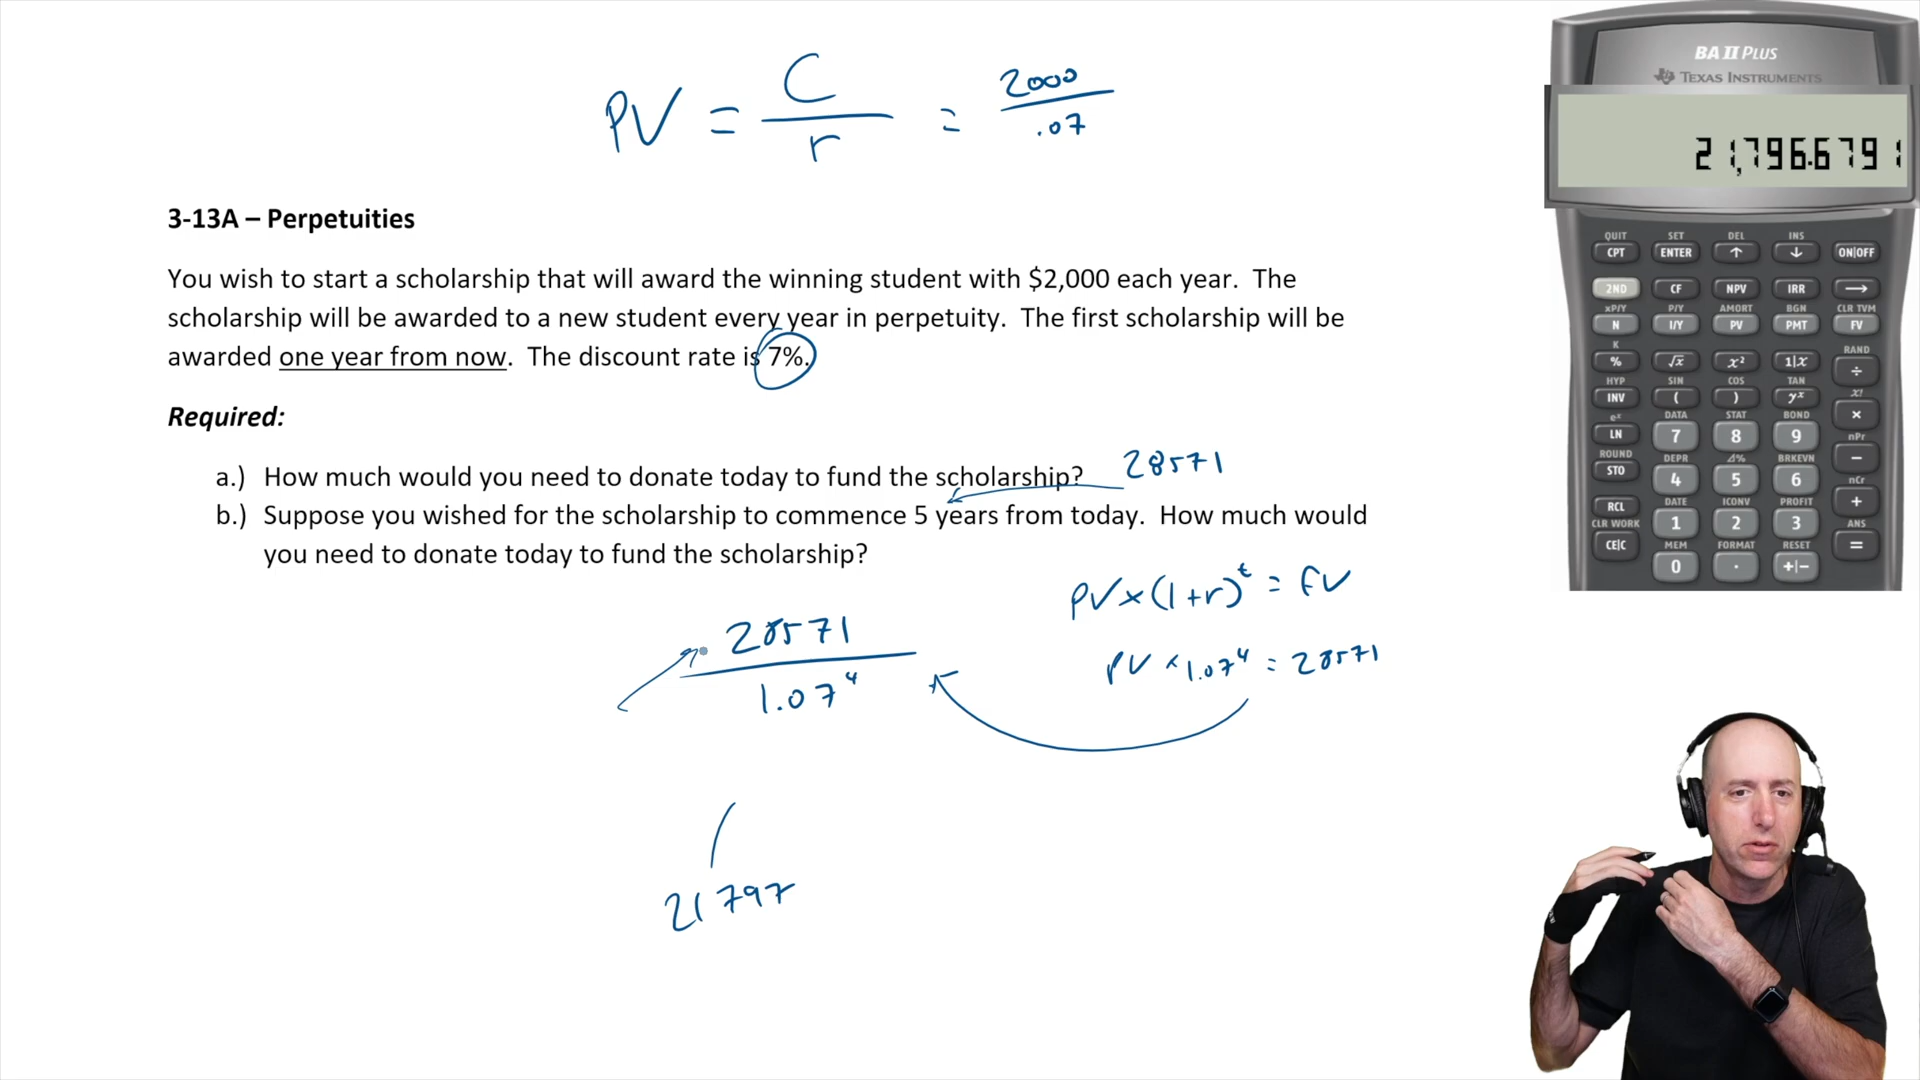 PV = C / r = 2000 / .07
3-13A – Perpetuities
You wish to start a scholarship that will award the winning student with $2,000 each year. The
scholarship will be awarded to a new student every year in perpetuity. The first scholarship will be
awarded one year from now. The discount rate is 7%.
Required:
a.) How much would you need to donate today to fund the scholarship? 28571
b.) Suppose you wished for the scholarship to commence 5 years from today. How much would
you need to donate today to fund the scholarship?
PV × (1+r)^t = FV
28571 / 1.07^4
PV × 1.07^4 = 28571
21797
BA II PLUS
TEXAS INSTRUMENTS
21,796.6791
QUIT SET DEL INS
CPT ENTER ↑ ↓ ON|OFF
2ND CF NPV IRR →
xP/Y P/Y AMORT BGN CLR TVM
N I/Y PV PMT FV
K RAND
% √x x² 1|x ÷
HYP SIN COS TAN x!
INV ( ) yˣ ×
eˣ DATA STAT BOND nPr
LN 7 8 9 −
ROUND DEPR Δ% BRKEVN nCr
STO 4 5 6 +
DATE ICONV PROFIT ANS
RCL 1 2 3 =
CLR WORK MEM FORMAT RESET
CE|C 0 . +|−